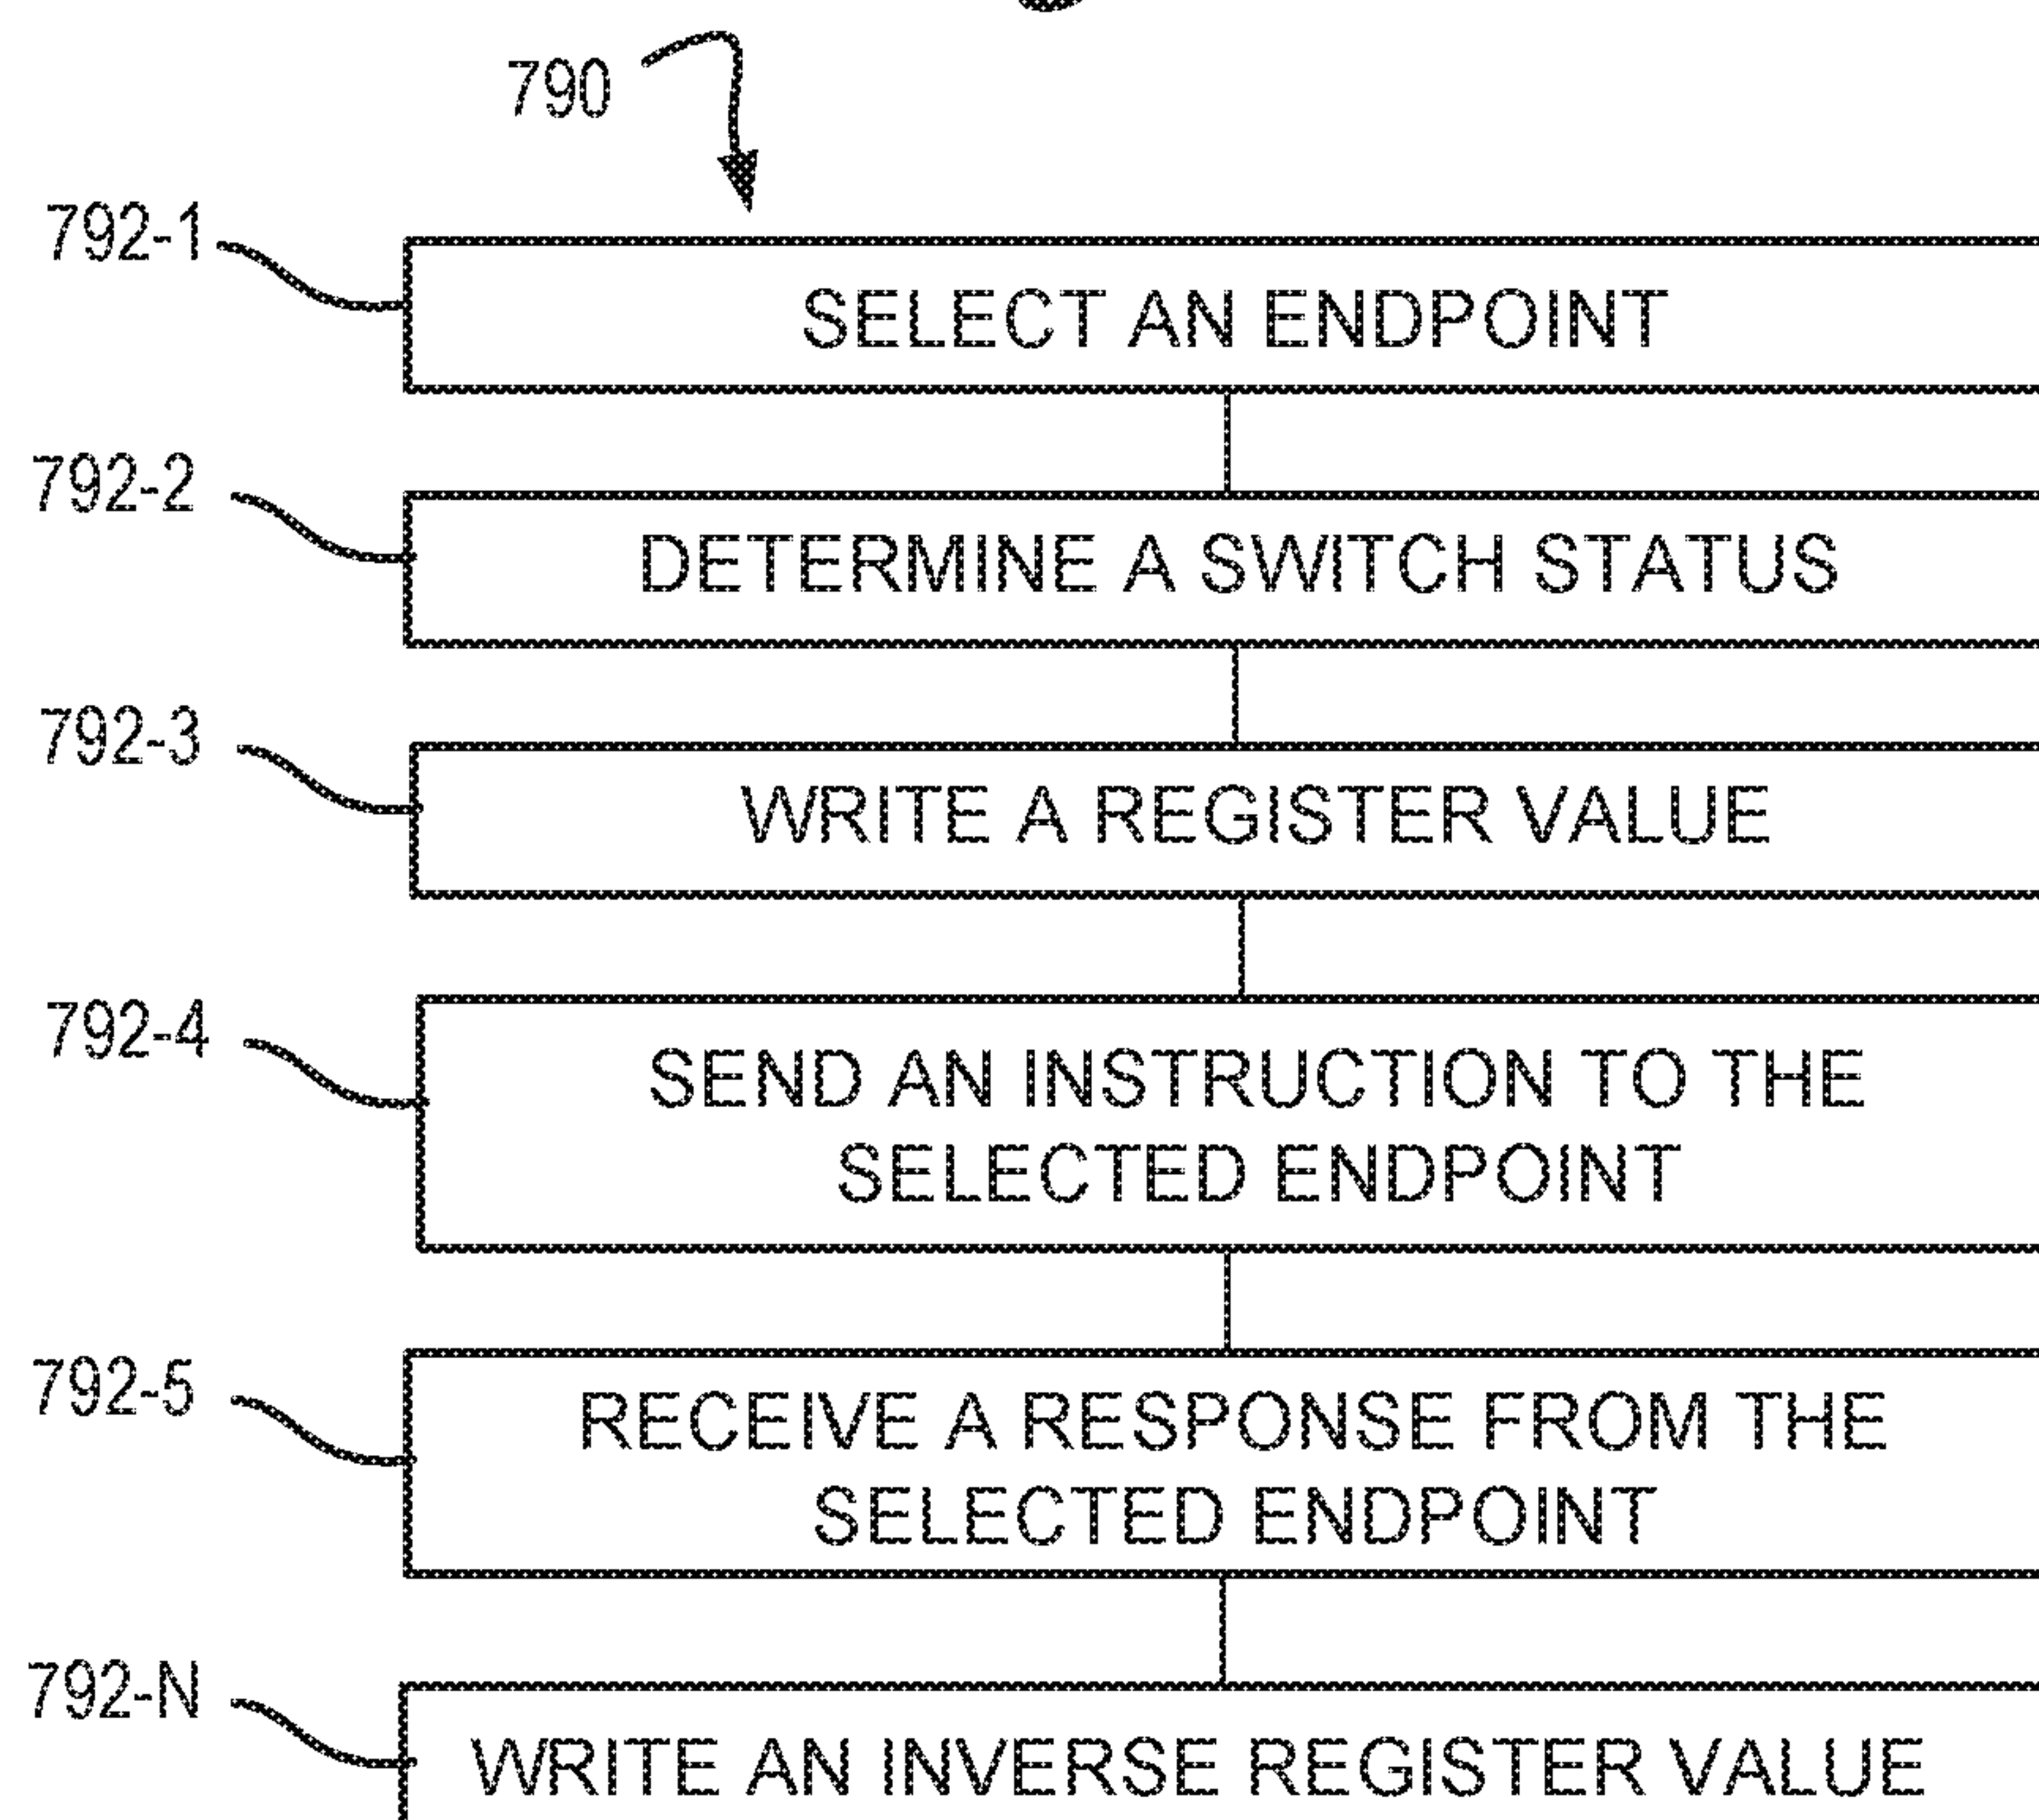 790
792-1
SELECT AN ENDPOINT
792-2
DETERMINE A SWITCH STATUS
792-3
WRITE A REGISTER VALUE
792-4
SEND AN INSTRUCTION TO THE
SELECTED ENDPOINT
792-5
RECEIVE A RESPONSE FROM THE
SELECTED ENDPOINT
792-N
WRITE AN INVERSE REGISTER VALUE